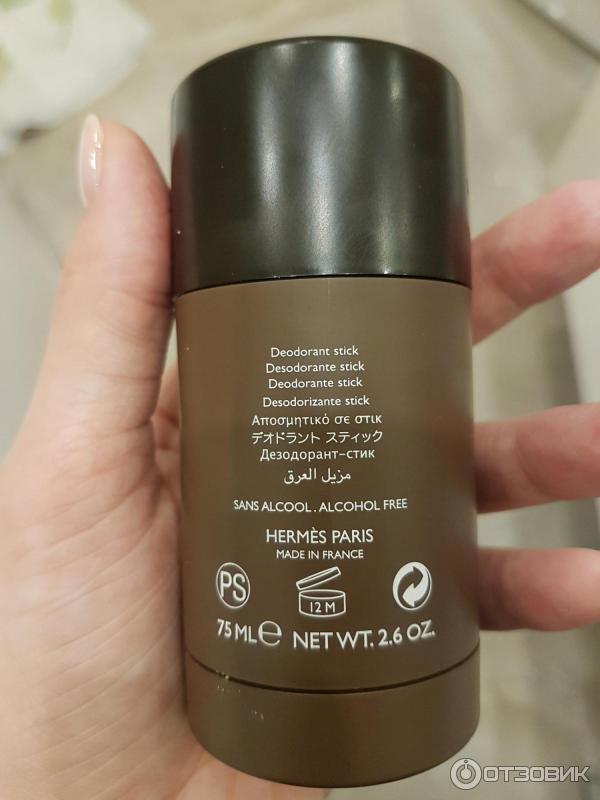 Deodorant stick
Desodorante stick
Deodorante stick
Desodorizante stick
Αποσμητικό σε στικ
デオドラント スティック
Дезодорант-стик
مزيل العرق
SANS ALCOOL . ALCOHOL FREE
HERMÈS PARIS
MADE IN FRANCE
PS 12 M
75 ML e NET WT. 2.6 OZ.
ОТЗОВИК